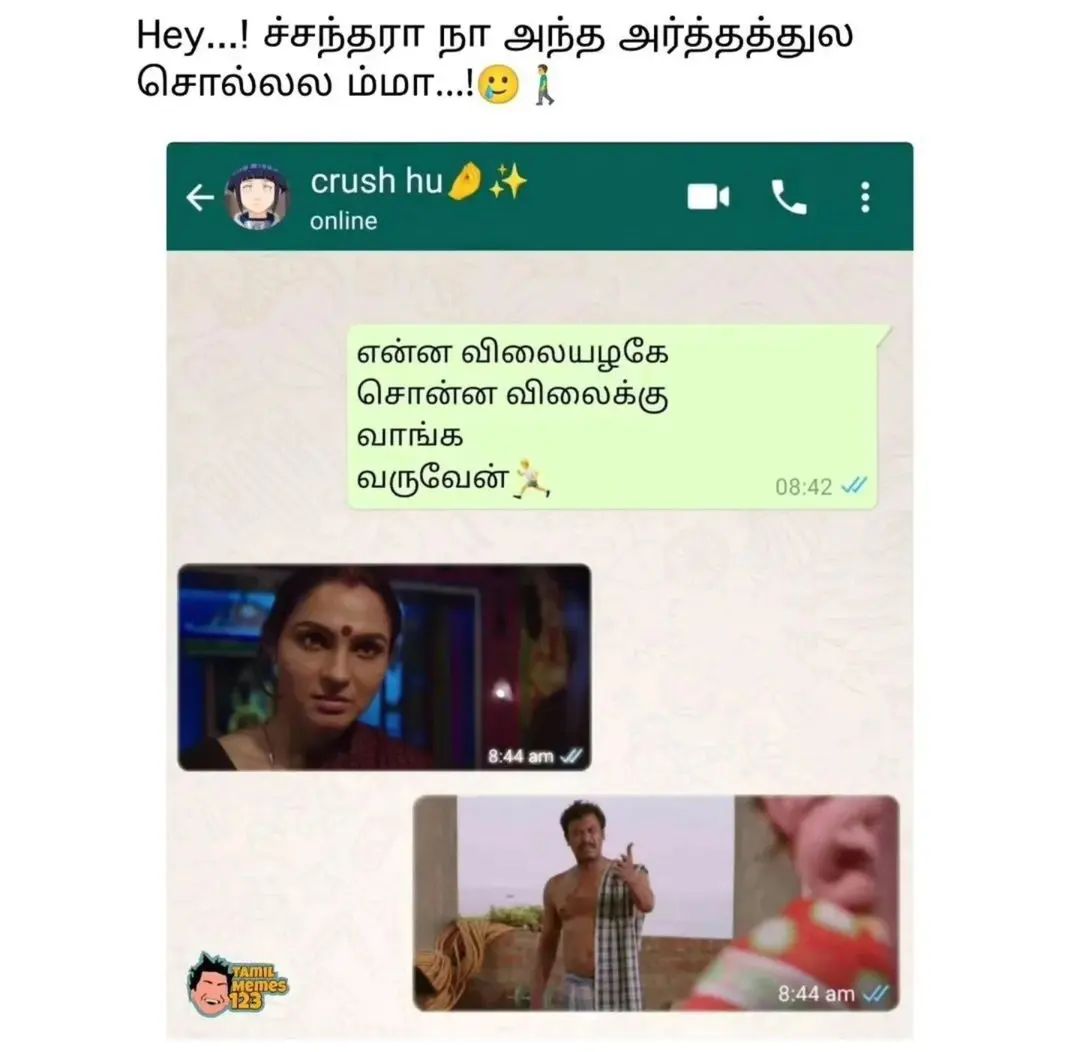 Hey...! ச்சந்தரா நா அந்த அர்த்தத்துல
சொல்லல ம்மா...!🥲🚶‍♂️
crush hu🤌✨
online
என்ன விலையழகே
சொன்ன விலைக்கு
வாங்க
வருவேன்🏃
08:42
8:44 am
8:44 am
TAMIL
MEMES
123